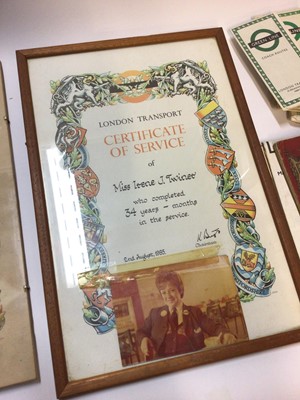 LONDON TRANSPORT
CERTIFICATE
OF SERVICE
of
Miss Irene J. Twiner
who completed
34 years - months
in the service.
Chairman
2nd August, 1985